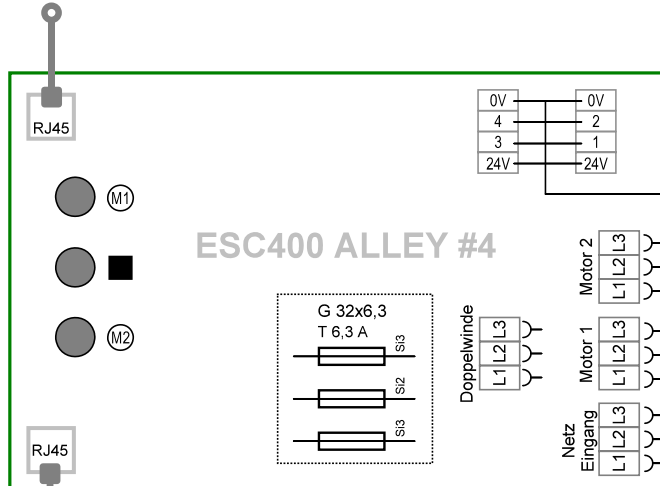 RJ45
0V 0V
4 2
3 1
24V 24V
M1
ESC400 ALLEY #4
M2
G 32x6,3
T 6,3 A
Si3
Si2
Si3
Doppelwinde
L3
L2
L1
Motor 2
L3
L2
L1
Motor 1
L3
L2
L1
Netz
Eingang
L3
L2
L1
RJ45